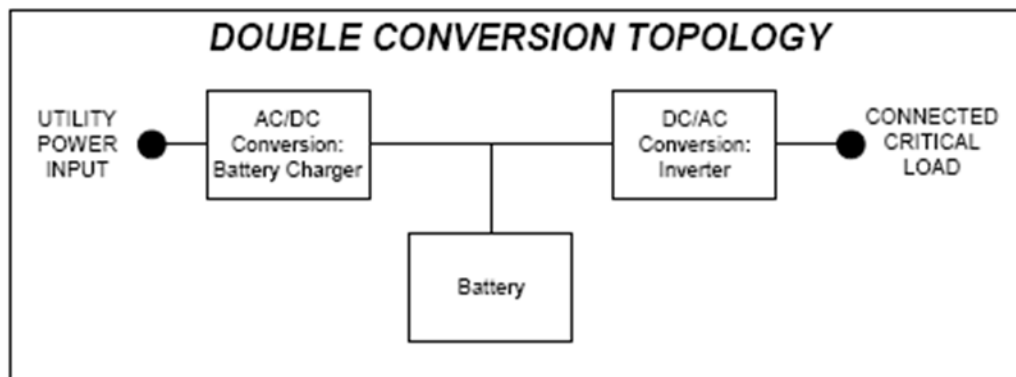 DOUBLE CONVERSION TOPOLOGY
UTILITY
POWER
INPUT
AC/DC
Conversion:
Battery Charger
DC/AC
Conversion:
Inverter
CONNECTED
CRITICAL
LOAD
Battery